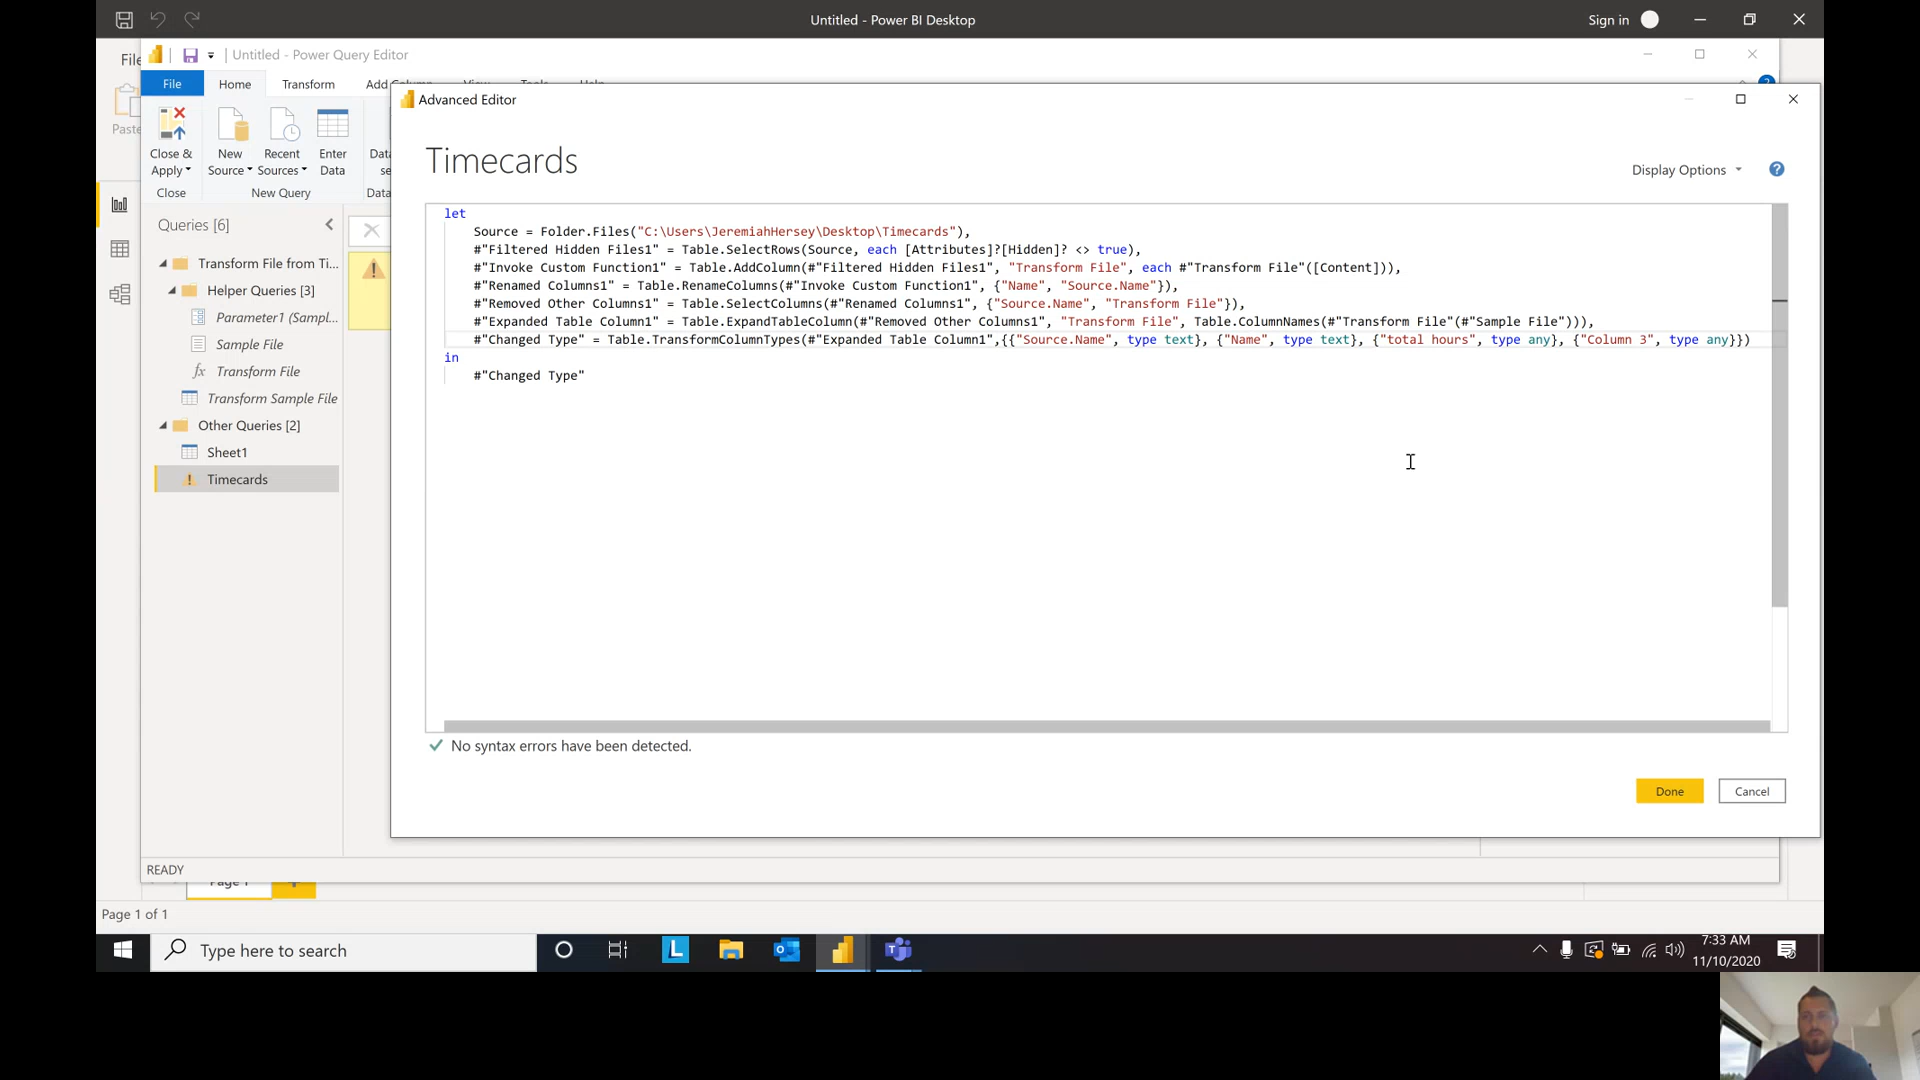 Untitled - Power BI Desktop
Sign in
Untitled - Power Query Editor
File
Home
Transform
Add Column
View
Tools
Help
Paste
Close & Apply
New Source
Recent Sources
Enter Data
Close
New Query
Advanced Editor
Timecards
Display Options
?
Queries [6]
Transform File from Ti...
Helper Queries [3]
Parameter1 (Sampl...
Sample File
fx Transform File
Transform Sample File
Other Queries [2]
Sheet1
Timecards
let
Source = Folder.Files("C:\Users\JeremiahHersey\Desktop\Timecards"),
#"Filtered Hidden Files1" = Table.SelectRows(Source, each [Attributes]?[Hidden]? <> true),
#"Invoke Custom Function1" = Table.AddColumn(#"Filtered Hidden Files1", "Transform File", each #"Transform File"([Content])),
#"Renamed Columns1" = Table.RenameColumns(#"Invoke Custom Function1", {"Name", "Source.Name"}),
#"Removed Other Columns1" = Table.SelectColumns(#"Renamed Columns1", {"Source.Name", "Transform File"}),
#"Expanded Table Column1" = Table.ExpandTableColumn(#"Removed Other Columns1", "Transform File", Table.ColumnNames(#"Transform File"(#"Sample File"))),
#"Changed Type" = Table.TransformColumnTypes(#"Expanded Table Column1",{{"Source.Name", type text}, {"Name", type text}, {"total hours", type any}, {"Column 3", type any}})
in
#"Changed Type"
No syntax errors have been detected.
Done
Cancel
READY
Page 1
Page 1 of 1
Type here to search
7:33 AM
11/10/2020